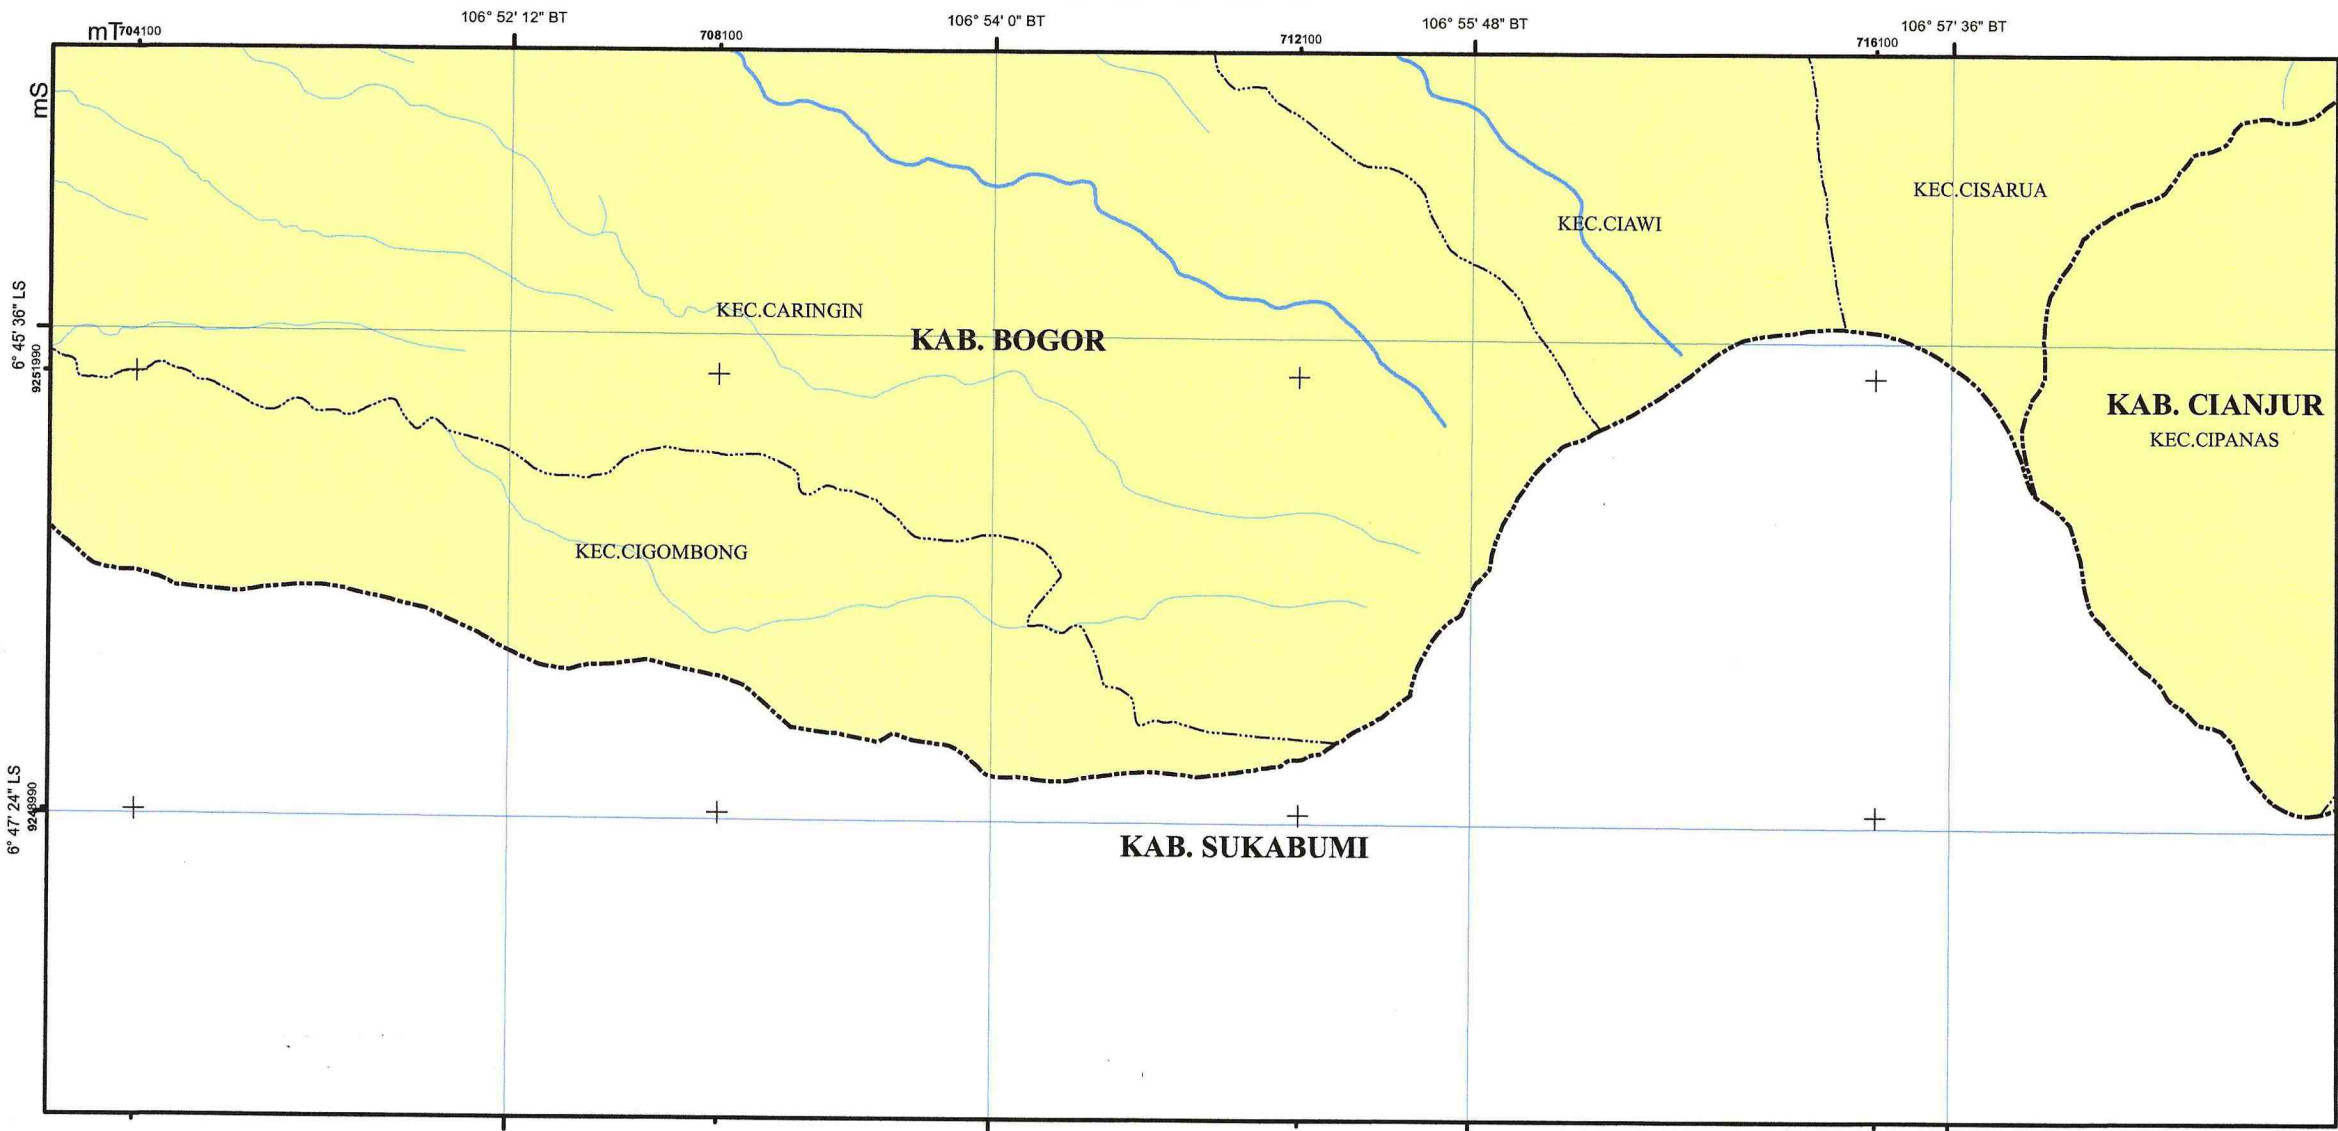 106° 52' 12" BT
106° 54' 0" BT
106° 55' 48" BT
106° 57' 36" BT
mT
704100
708100
712100
716100
mS
KEC.CISARUA
KEC.CIAWI
KEC.CARINGIN
KAB. BOGOR
6° 45' 36" LS
9251990
KAB. CIANJUR
KEC.CIPANAS
KEC.CIGOMBONG
6° 47' 24" LS
9248990
KAB. SUKABUMI